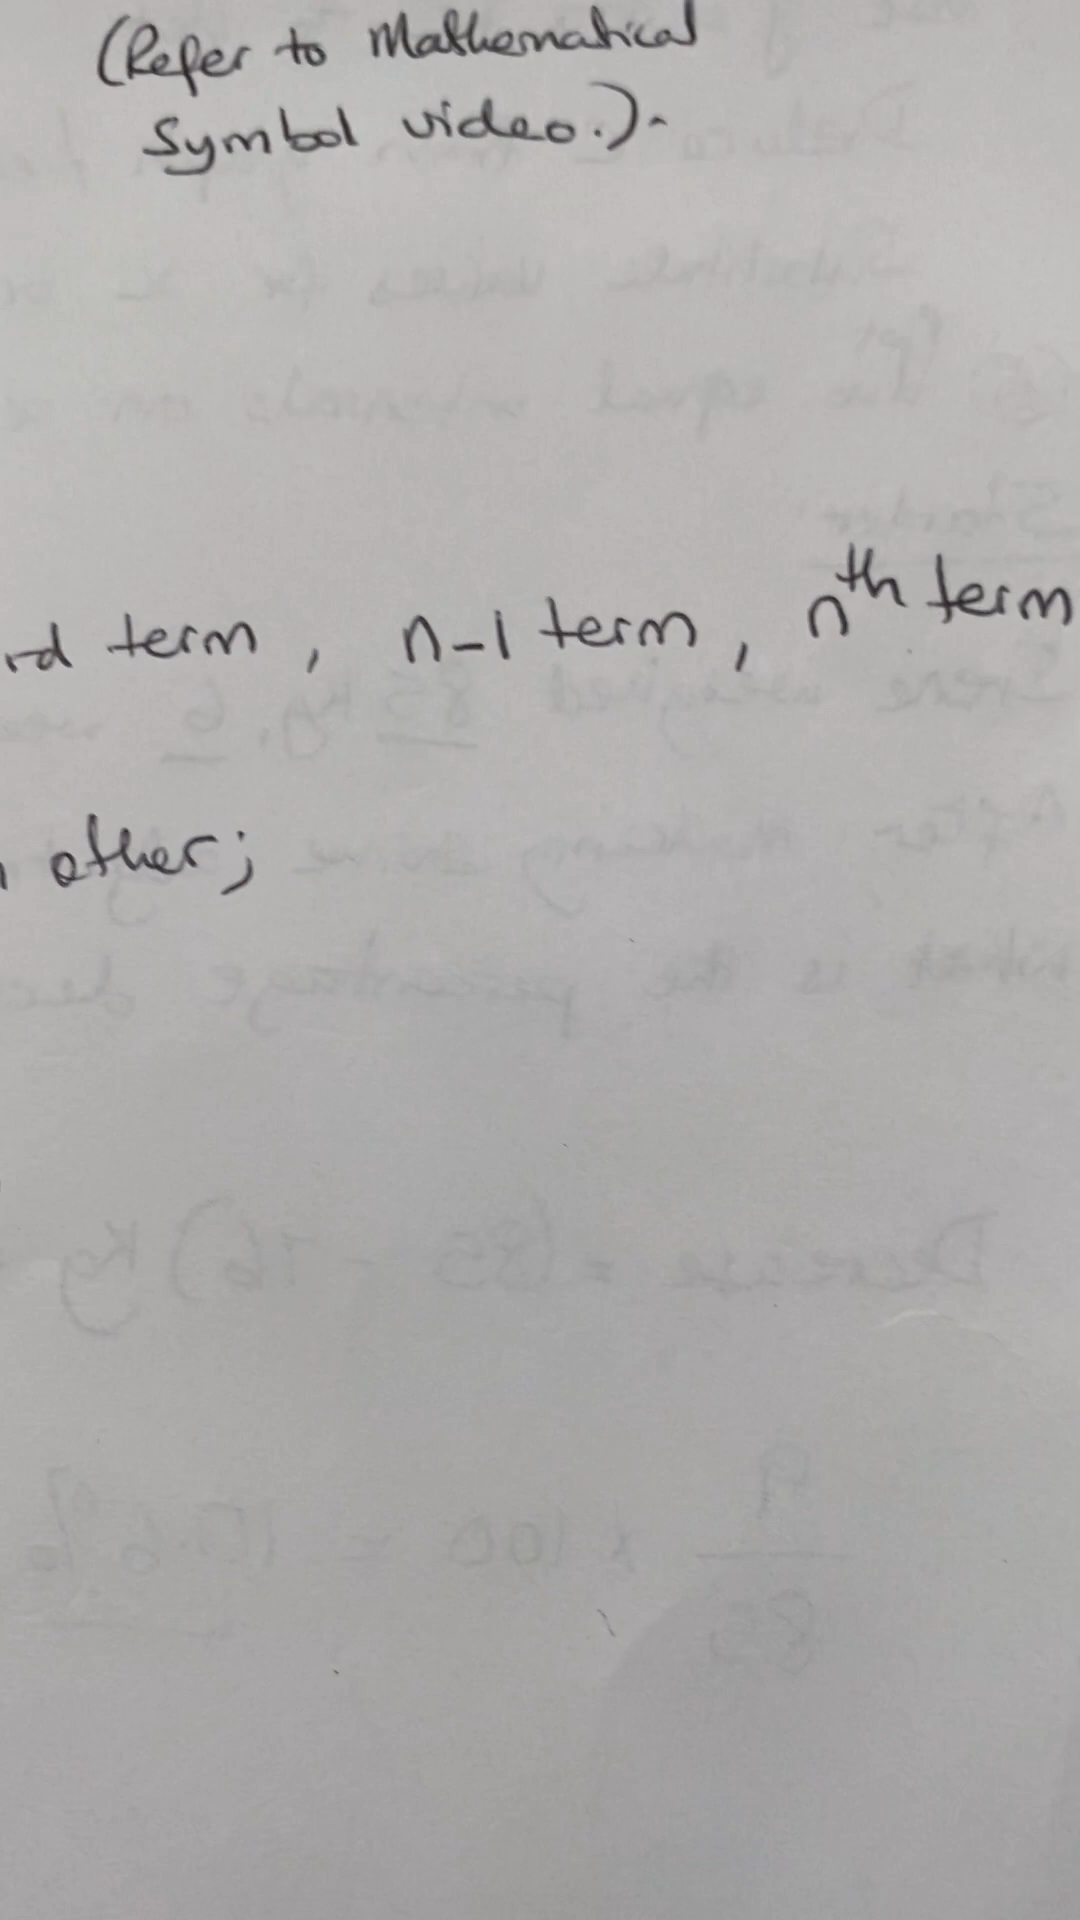 (Refer to Mathematical
Symbol video.).
rd term, n-1 term, nth term
other;